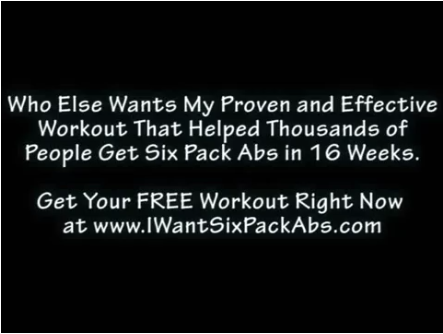 Who Else Wants My Proven and Effective
Workout That Helped Thousands of
People Get Six Pack Abs in 16 Weeks.
Get Your FREE Workout Right Now
at www.IWantSixPackAbs.com